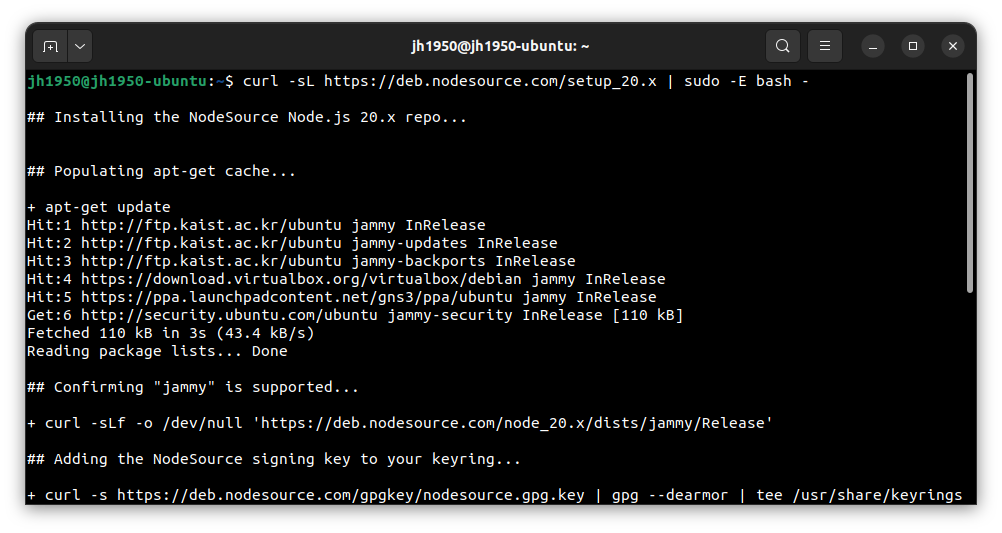 jh1950@jh1950-ubuntu: ~
jh1950@jh1950-ubuntu:~$ curl -sL https://deb.nodesource.com/setup_20.x | sudo -E bash -
## Installing the NodeSource Node.js 20.x repo...
## Populating apt-get cache...
+ apt-get update
Hit:1 http://ftp.kaist.ac.kr/ubuntu jammy InRelease
Hit:2 http://ftp.kaist.ac.kr/ubuntu jammy-updates InRelease
Hit:3 http://ftp.kaist.ac.kr/ubuntu jammy-backports InRelease
Hit:4 https://download.virtualbox.org/virtualbox/debian jammy InRelease
Hit:5 https://ppa.launchpadcontent.net/gns3/ppa/ubuntu jammy InRelease
Get:6 http://security.ubuntu.com/ubuntu jammy-security InRelease [110 kB]
Fetched 110 kB in 3s (43.4 kB/s)
Reading package lists... Done
## Confirming "jammy" is supported...
+ curl -sLf -o /dev/null 'https://deb.nodesource.com/node_20.x/dists/jammy/Release'
## Adding the NodeSource signing key to your keyring...
+ curl -s https://deb.nodesource.com/gpgkey/nodesource.gpg.key | gpg --dearmor | tee /usr/share/keyrings